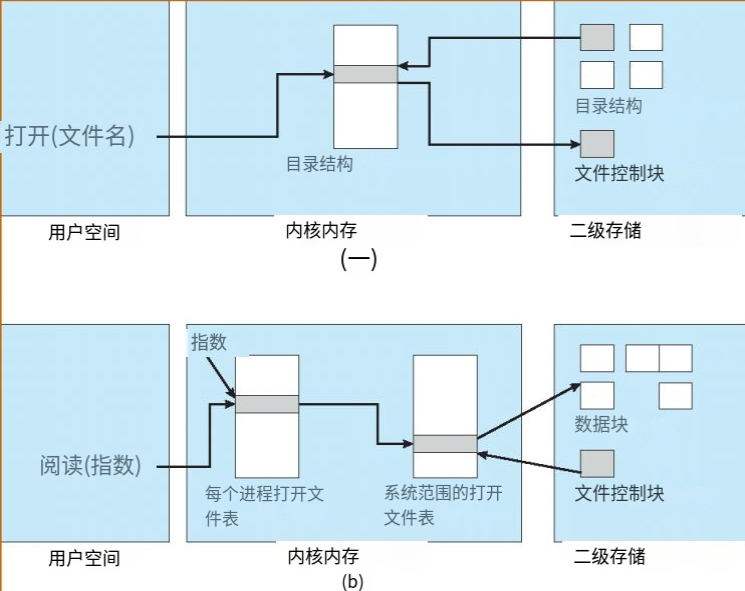 打开(文件名)
目录结构
目录结构
文件控制块
用户空间
内核内存
二级存储
(一)
指数
阅读(指数)
每个进程打开文
件表
系统范围的打开
文件表
数据块
文件控制块
用户空间
内核内存
二级存储
(b)